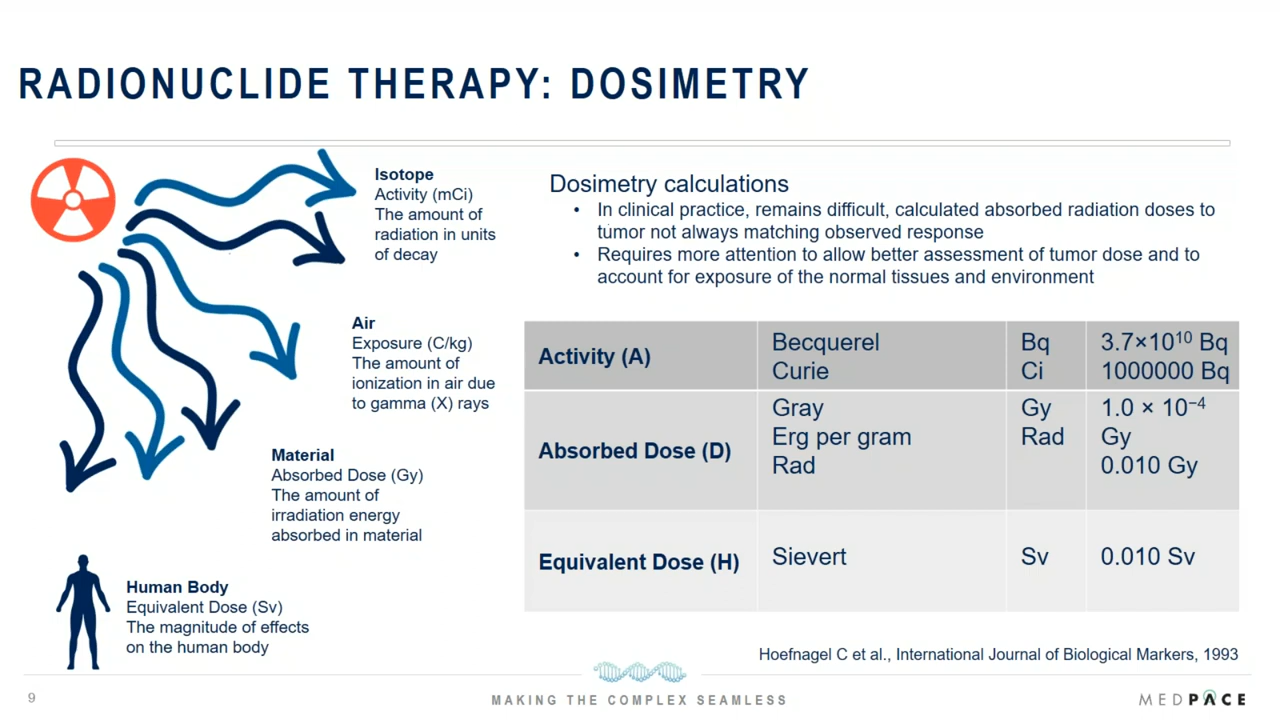 RADIONUCLIDE THERAPY: DOSIMETRY
Isotope
Activity (mCi)
The amount of
radiation in units
of decay
Air
Exposure (C/kg)
The amount of
ionization in air due
to gamma (X) rays
Material
Absorbed Dose (Gy)
The amount of
irradiation energy
absorbed in material
Human Body
Equivalent Dose (Sv)
The magnitude of effects
on the human body
Dosimetry calculations
• In clinical practice, remains difficult, calculated absorbed radiation doses to
tumor not always matching observed response
• Requires more attention to allow better assessment of tumor dose and to
account for exposure of the normal tissues and environment
Activity (A)
Becquerel
Curie
Bq
Ci
3.7×10¹⁰ Bq
1000000 Bq
Absorbed Dose (D)
Gray
Erg per gram
Rad
Gy
Rad
1.0 × 10⁻⁴
Gy
0.010 Gy
Equivalent Dose (H)
Sievert
Sv
0.010 Sv
Hoefnagel C et al., International Journal of Biological Markers, 1993
9
MAKING THE COMPLEX SEAMLESS
MEDPACE